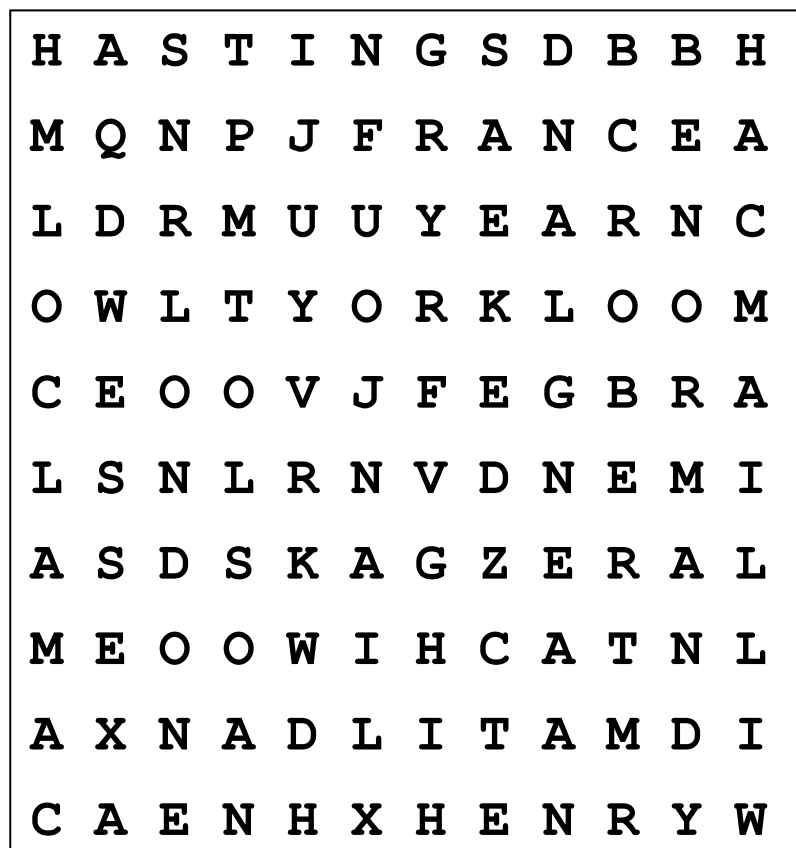 H A S T I N G S D B B H
M Q N P J F R A N C E A
L D R M U U Y E A R N C
O W L T Y O R K L O O M
C E O O V J F E G B R A
L S N L R N V D N E M I
A S D S K A G Z E R A L
M E O O W I H C A T N L
A X N A D L I T A M D I
C A E N H X H E N R Y W